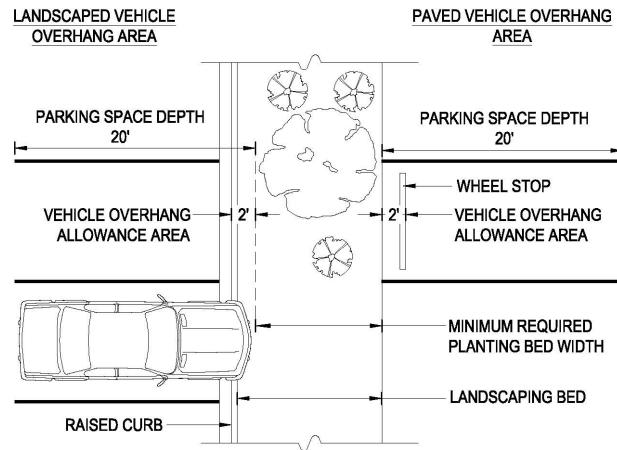 LANDSCAPED VEHICLE
OVERHANG AREA
PAVED VEHICLE OVERHANG
AREA
PARKING SPACE DEPTH
20'
PARKING SPACE DEPTH
20'
WHEEL STOP
VEHICLE OVERHANG
ALLOWANCE AREA
2'
2'
VEHICLE OVERHANG
ALLOWANCE AREA
MINIMUM REQUIRED
PLANTING BED WIDTH
LANDSCAPING BED
RAISED CURB